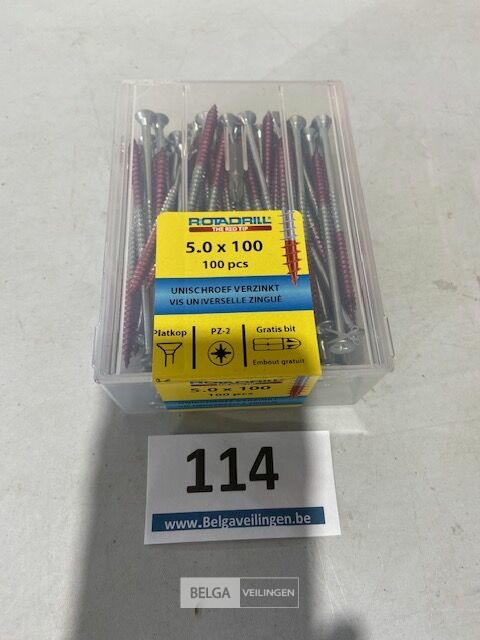 ROTADRILL
THE RED TIP
5.0 x 100
100 pcs
UNISCHROEF VERZINKT
VIS UNIVERSELLE ZINGUÉ
Platkop
PZ-2
Gratis bit
Embout gratuit
ROTADRILL
5.0 x 100
100 pcs
114
www.Belgaveilingen.be
BELGA VEILINGEN